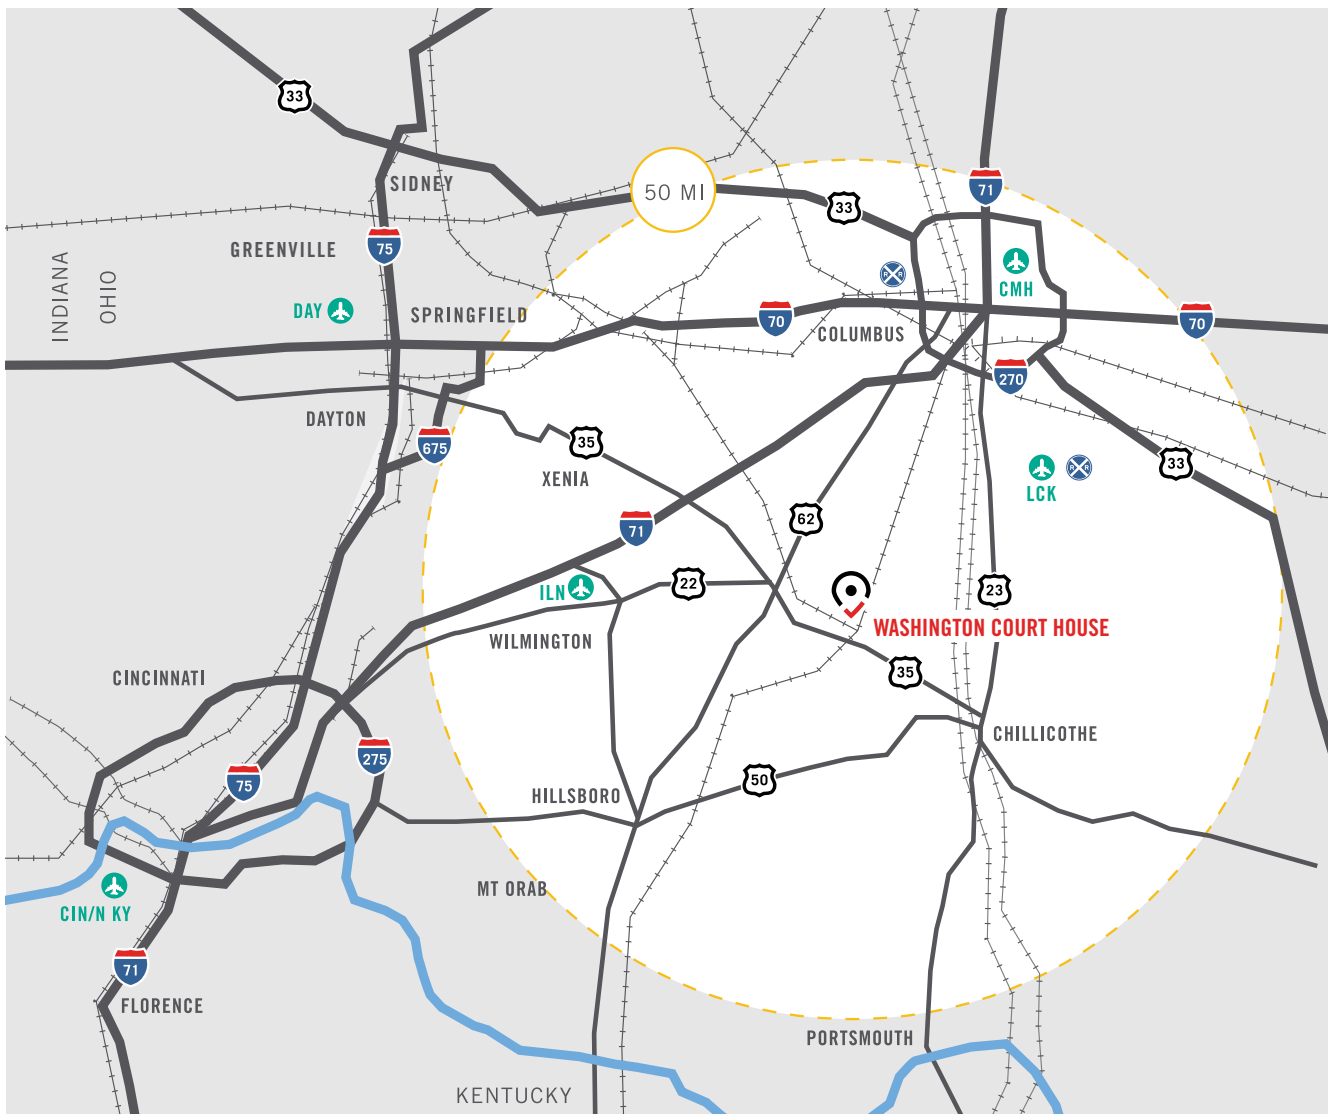 33
SIDNEY
50 MI
71
33
GREENVILLE
75
INDIANA
OHIO
CMH
DAY
SPRINGFIELD
70
COLUMBUS
70
270
DAYTON
675
35
XENIA
33
LCK
R R
R R
62
71
ILN
22
23
WASHINGTON COURT HOUSE
WILMINGTON
35
CINCINNATI
CHILLICOTHE
275
75
50
HILLSBORO
MT ORAB
CIN/N KY
71
FLORENCE
PORTSMOUTH
KENTUCKY